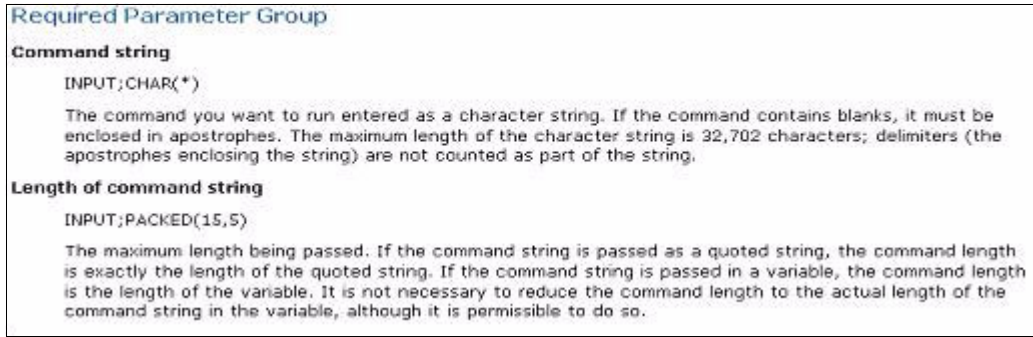 Required Parameter Group
Command string
INPUT;CHAR(*)
The command you want to run entered as a character string. If the command contains blanks, it must be
enclosed in apostrophes. The maximum length of the character string is 32,702 characters; delimiters (the
apostrophes enclosing the string) are not counted as part of the string.
Length of command string
INPUT;PACKED(15,5)
The maximum length being passed. If the command string is passed as a quoted string, the command length
is exactly the length of the quoted string. If the command string is passed in a variable, the command length
is the length of the variable. It is not necessary to reduce the command length to the actual length of the
command string in the variable, although it is permissible to do so.